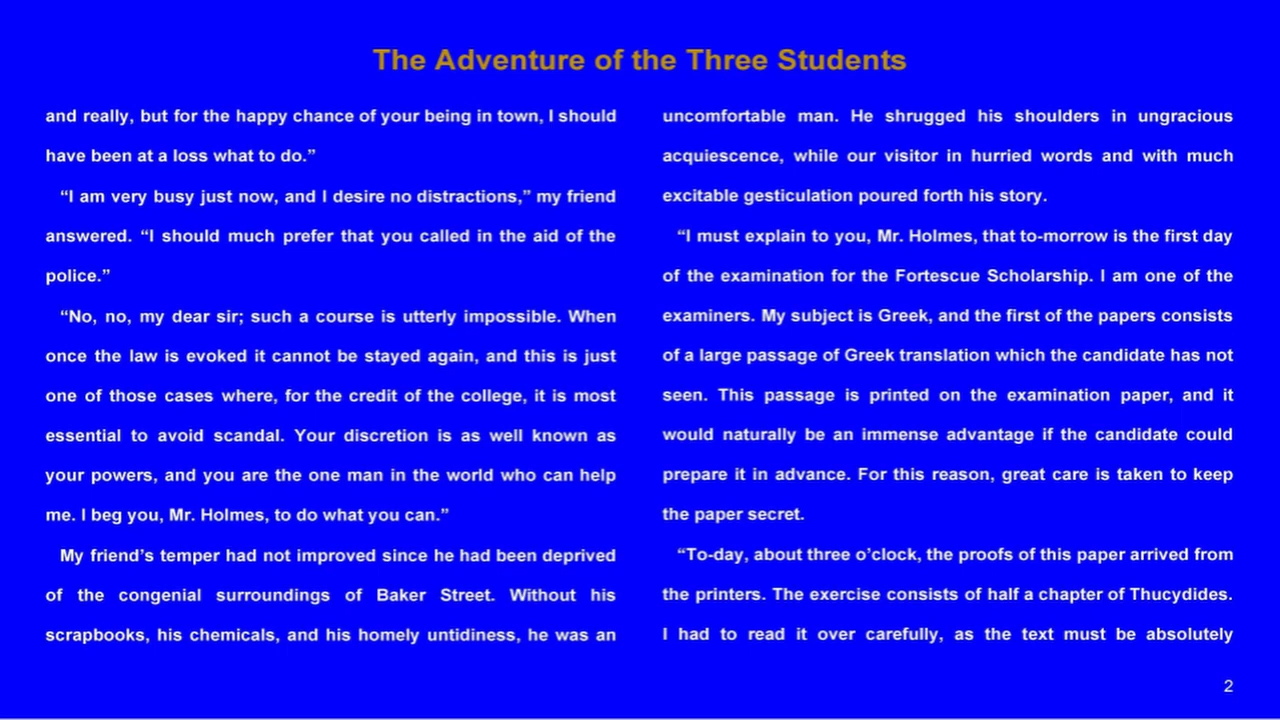 The Adventure of the Three Students
and really, but for the happy chance of your being in town, I should
have been at a loss what to do.”
“I am very busy just now, and I desire no distractions,” my friend
answered. “I should much prefer that you called in the aid of the
police.”
“No, no, my dear sir; such a course is utterly impossible. When
once the law is evoked it cannot be stayed again, and this is just
one of those cases where, for the credit of the college, it is most
essential to avoid scandal. Your discretion is as well known as
your powers, and you are the one man in the world who can help
me. I beg you, Mr. Holmes, to do what you can.”
My friend’s temper had not improved since he had been deprived
of the congenial surroundings of Baker Street. Without his
scrapbooks, his chemicals, and his homely untidiness, he was an
uncomfortable man. He shrugged his shoulders in ungracious
acquiescence, while our visitor in hurried words and with much
excitable gesticulation poured forth his story.
“I must explain to you, Mr. Holmes, that to-morrow is the first day
of the examination for the Fortescue Scholarship. I am one of the
examiners. My subject is Greek, and the first of the papers consists
of a large passage of Greek translation which the candidate has not
seen. This passage is printed on the examination paper, and it
would naturally be an immense advantage if the candidate could
prepare it in advance. For this reason, great care is taken to keep
the paper secret.
“To-day, about three o’clock, the proofs of this paper arrived from
the printers. The exercise consists of half a chapter of Thucydides.
I had to read it over carefully, as the text must be absolutely
2